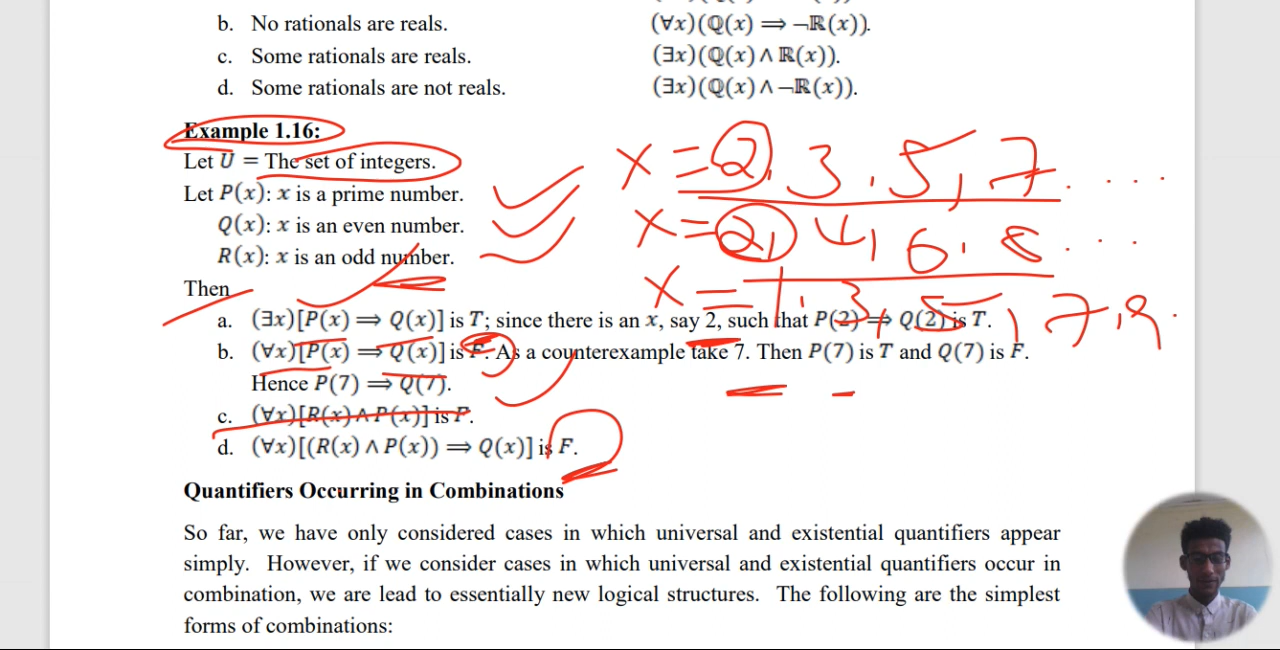 b. No rationals are reals. (∀x)(ℚ(x) ⟹ ¬ℝ(x)).
c. Some rationals are reals. (∃x)(ℚ(x) ∧ ℝ(x)).
d. Some rationals are not reals. (∃x)(ℚ(x) ∧ ¬ℝ(x)).
Example 1.16:
Let U = The set of integers.
Let P(x): x is a prime number.
Q(x): x is an even number.
R(x): x is an odd number.
x = 2, 3, 5, 7 . . . .
x = 2, 4, 6, 8 . . .
x = 1, 3, 5, 7, 9.
Then
a. (∃x)[P(x) ⟹ Q(x)] is T; since there is an x, say 2, such that P(2) ⟹ Q(2) is T.
b. (∀x)[P(x) ⟹ Q(x)] is F. As a counterexample take 7. Then P(7) is T and Q(7) is F.
Hence P(7) ⟹ Q(7).
c. (∀x)[R(x) ∧ P(x)] is F.
d. (∀x)[(R(x) ∧ P(x)) ⟹ Q(x)] is F.
Quantifiers Occurring in Combinations
So far, we have only considered cases in which universal and existential quantifiers appear
simply. However, if we consider cases in which universal and existential quantifiers occur in
combination, we are lead to essentially new logical structures. The following are the simplest
forms of combinations: